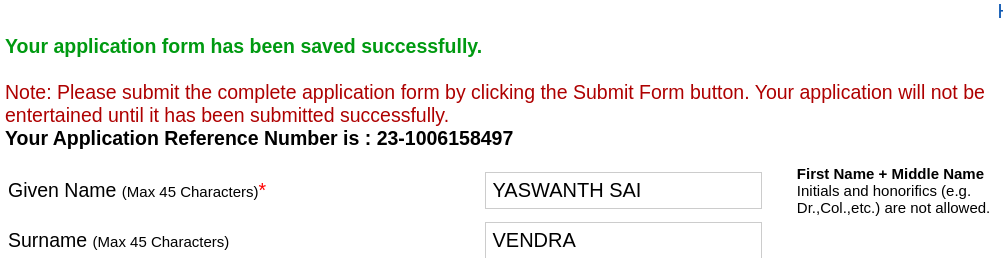 Your application form has been saved successfully.
Note: Please submit the complete application form by clicking the Submit Form button. Your application will not be
entertained until it has been submitted successfully.
Your Application Reference Number is : 23-1006158497
Given Name (Max 45 Characters)*
YASWANTH SAI
First Name + Middle Name
Initials and honorifics (e.g.
Dr.,Col.,etc.) are not allowed.
Surname (Max 45 Characters)
VENDRA